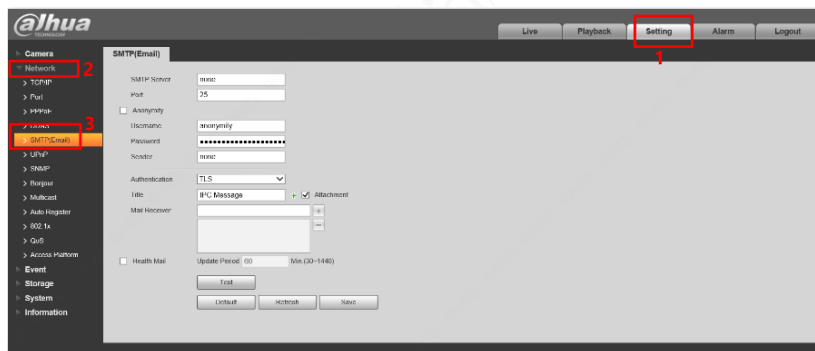 alhua
TECHNOLOGY
Live Playback Setting Alarm Logout
1
Camera
Network 2
TCP/IP
Port
PPPoE
DDNS
3
SMTP(Email)
UPnP
SNMP
Bonjour
Multicast
Auto Register
802.1x
QoS
Access Platform
Event
Storage
System
Information
SMTP(Email)
SMTP Server none
Port 25
Anonymity
Username anonymity
Password
Sender none
Authentication TLS
Title IPC Message + Attachment
Mail Receiver +
−
Health Mail Update Period 60 Min.(30~1440)
Test
Default Refresh Save